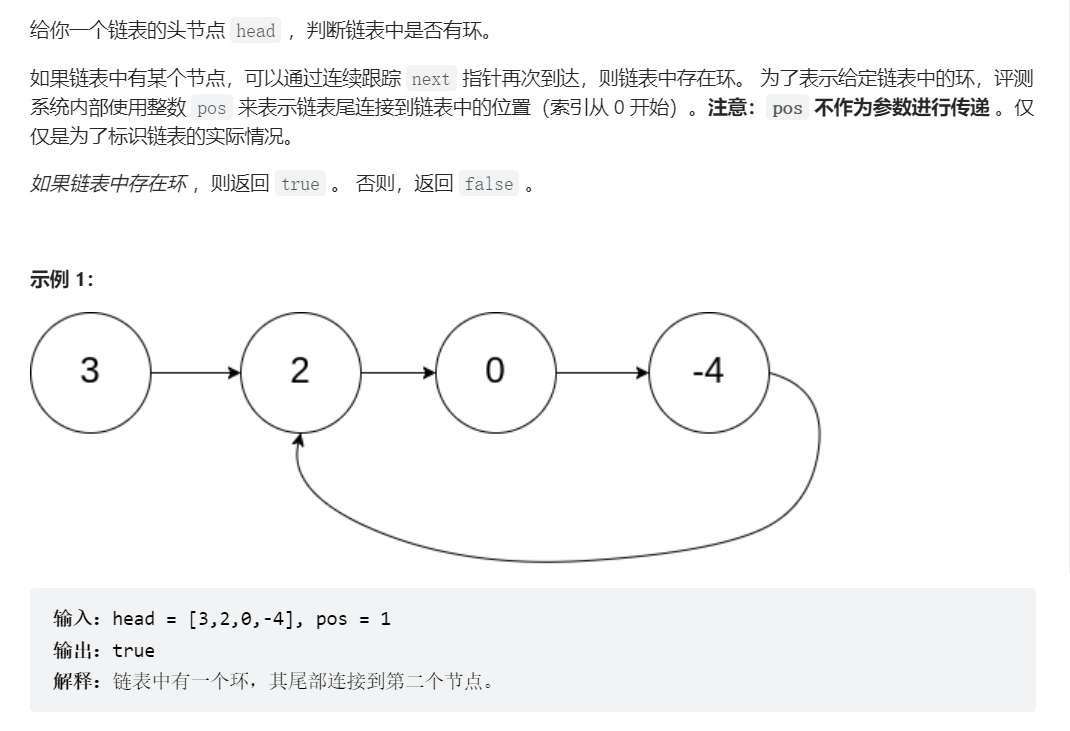 给你一个链表的头节点 head ，判断链表中是否有环。
如果链表中有某个节点，可以通过连续跟踪 next 指针再次到达，则链表中存在环。 为了表示给定链表中的环，评测
系统内部使用整数 pos 来表示链表尾连接到链表中的位置（索引从 0 开始）。注意：pos 不作为参数进行传递 。仅
仅是为了标识链表的实际情况。
如果链表中存在环 ，则返回 true 。 否则，返回 false 。
示例 1：
3 2 0 -4
输入：head = [3,2,0,-4], pos = 1
输出：true
解释：链表中有一个环，其尾部连接到第二个节点。